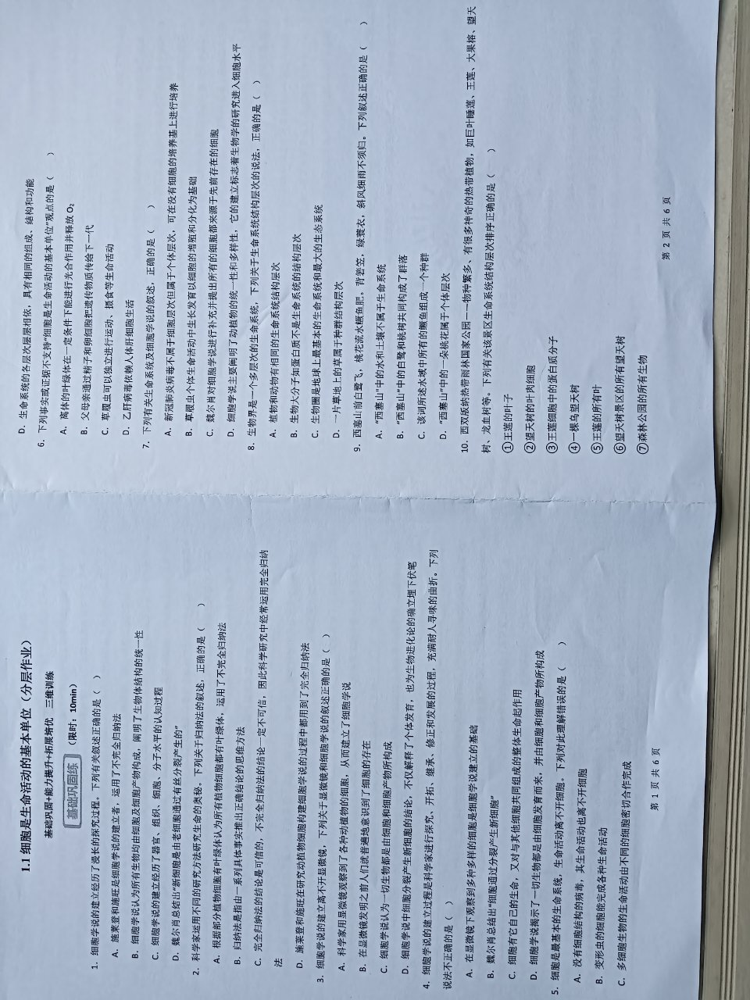 1.1 细胞是生命活动的基本单位（分层作业）
基础巩固+能力提升+拓展培优 三维训练
基础巩固练 （限时：10min）
1. 细胞学说的建立经历了漫长的探究过程。下列有关叙述正确的是（ ）
A. 施莱登和施旺是细胞学说的建立者，运用了不完全归纳法
B. 细胞学说认为所有生物均由细胞及细胞产物构成，阐明了生物体结构的统一性
C. 细胞学说的建立经历了器官、组织、细胞、分子水平的认知过程
D. 魏尔肖总结出“新细胞是由老细胞通过有丝分裂产生的”
2. 科学家运用不同的研究方法研究生命的奥秘。下列关于归纳法的叙述，正确的是（ ）
A. 根据部分植物细胞有叶绿体认为所有植物细胞都有叶绿体，运用了不完全归纳法
B. 归纳法是指由一系列具体事实推出正确结论的思维方法
C. 完全归纳法的结论是可信的，不完全归纳法的结论一定不可信，因此科学研究中经常运用完全归纳
法
D. 施莱登和施旺在研究动植物细胞构建细胞学说的过程中都用到了完全归纳法
3. 细胞学说的建立离不开显微镜，下列关于显微镜和细胞学说的叙述正确的是（ ）
A. 科学家用显微镜观察到了各种动植物的细胞，从而建立了细胞学说
B. 在显微镜发明之前人们就普遍地意识到了细胞的存在
C. 细胞学说认为一切生物都是由细胞和细胞产物所构成
D. 细胞学说中细胞分裂产生新细胞的结论，不仅解释了个体发育，也为生物进化论的确立埋下伏笔
4. 细胞学说的建立过程是科学家进行探究、开拓、继承、修正和发展的过程，充满耐人寻味的曲折。下列
说法不正确的是（ ）
A. 在显微镜下观察到多种多样的细胞是细胞学说建立的基础
B. 魏尔肖总结出“细胞通过分裂产生新细胞”
C. 细胞有它自己的生命，又对与其他细胞共同组成的整体生命起作用
D. 细胞学说揭示了一切生物都是由细胞发育而来，并由细胞和细胞产物所构成
5. 细胞是最基本的生命系统，生命活动离不开细胞。下列对此理解错误的是（ ）
A. 没有细胞结构的病毒，其生命活动也离不开细胞
B. 变形虫的细胞能完成各种生命活动
C. 多细胞生物的生命活动由不同的细胞密切合作完成
第 1 页 共 6 页
D. 生命系统的各层次层层相依，具有相同的组成、结构和功能
6. 下列事实或证据不支持“细胞是生命活动的基本单位”观点的是（ ）
A. 离体的叶绿体在一定条件下能进行光合作用并释放 O₂
B. 父母亲通过精子和卵细胞把遗传物质传给下一代
C. 草履虫可以独立进行运动、摄食等生命活动
D. 乙肝病毒依赖人体肝细胞生活
7. 下列有关生命系统及细胞学说的叙述，正确的是（ ）
A. 新冠肺炎病毒不属于细胞层次但属于个体层次，可在没有细胞的培养基上进行培养
B. 草履虫个体生命活动中生长发育以细胞的增殖和分化为基础
C. 魏尔肖对细胞学说进行补充并提出所有的细胞都来源于先前存在的细胞
D. 细胞学说主要阐明了动植物的统一性和多样性，它的建立标志着生物学的研究进入细胞水平
8. 生物界是一个多层次的生命系统，下列关于生命系统结构层次的说法，正确的是（ ）
A. 植物和动物有相同的生命系统结构层次
B. 生物大分子如蛋白质不是生命系统的结构层次
C. 生物圈是地球上最基本的生命系统和最大的生态系统
D. 一片草地上的草属于种群结构层次
9. 西塞山前白鹭飞，桃花流水鳜鱼肥。背若笠，绿蓑衣，斜风细雨不须归。下列叙述正确的是（ ）
A. “西塞山”中的水和土壤不属于生命系统
B. “西塞山”中的白鹭和桃树共同构成了群落
C. 该词所述水域中所有的鳜鱼组成一个种群
D. “西塞山”中的一朵桃花属于个体层次
10. 西双版纳热带雨林国家公园一一物种繁多、有很多神奇的热带植物，如巨叶睡莲、王莲、大果榕、望天
树、龙血树等。下列有关该景区生命系统结构层次排序正确的是（ ）
①王莲的叶子
②望天树的叶肉细胞
③王莲细胞中的蛋白质分子
④一棵乌望天树
⑤王莲的所有叶
⑥望天树景区的所有望天树
⑦森林公园的所有生物
第 2 页 共 6 页